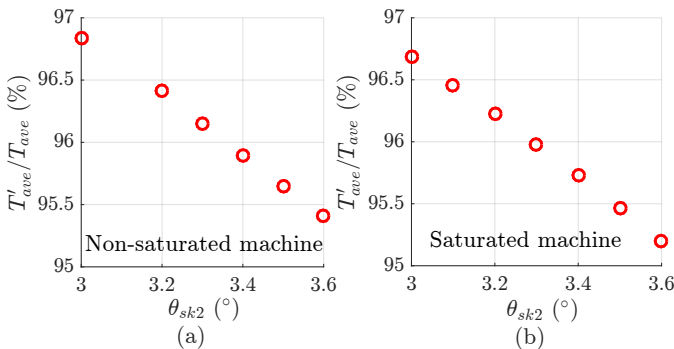 97
96.5
96
95.5
95
T'ave/Tave (%)
Non-saturated machine
3
3.2
3.4
3.6
θsk2 (°)
(a)
97
96.5
96
95.5
95
T'ave/Tave (%)
Saturated machine
3
3.2
3.4
3.6
θsk2 (°)
(b)